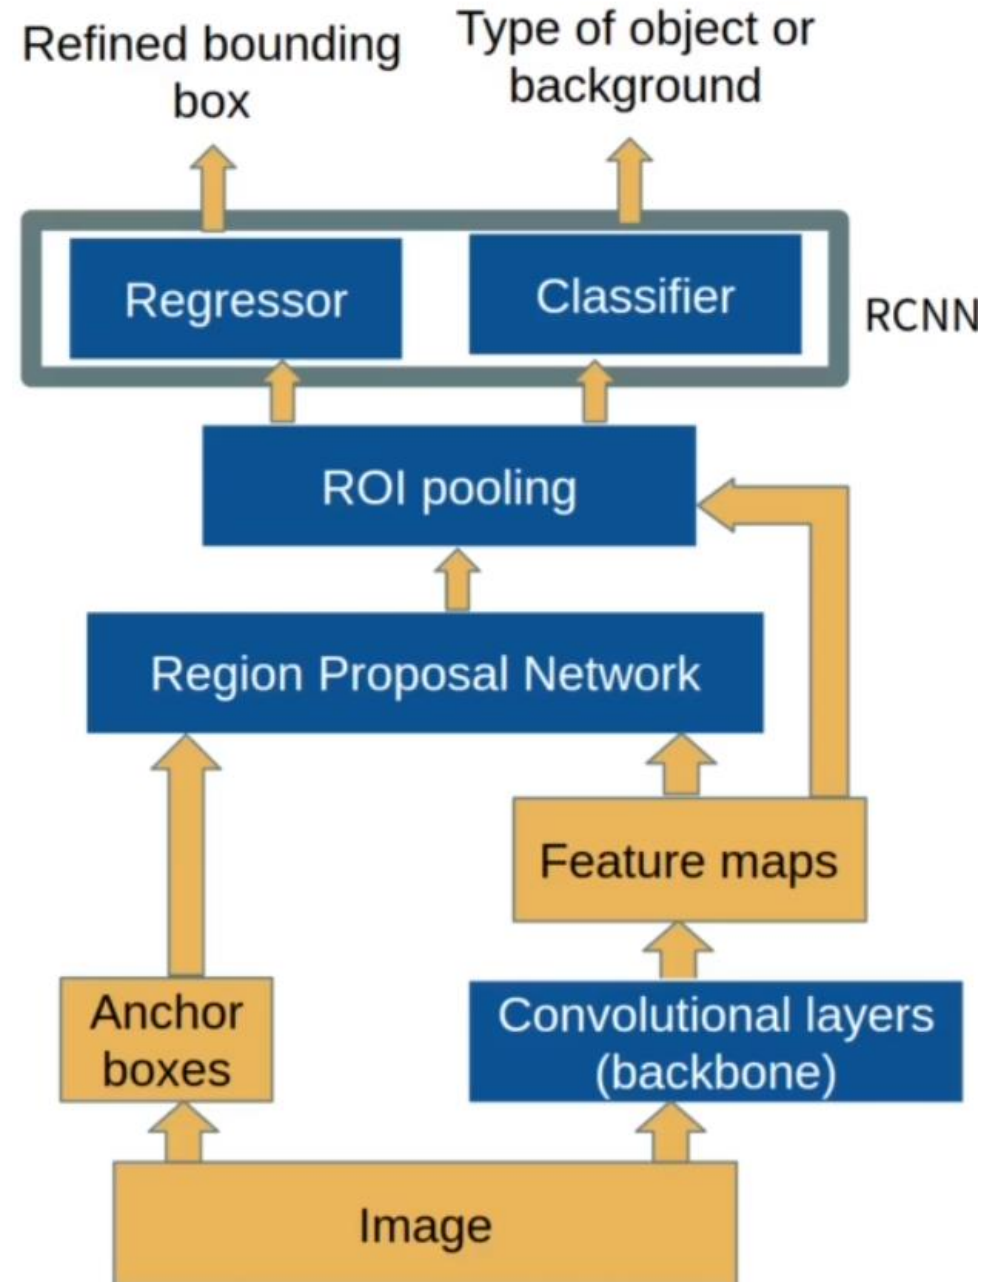 Refined bounding
box
Type of object or
background
Regressor
Classifier
RCNN
ROI pooling
Region Proposal Network
Feature maps
Anchor
boxes
Convolutional layers
(backbone)
Image